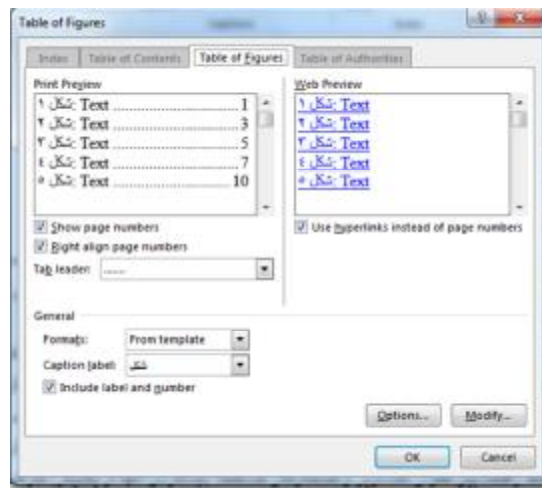 Table of Figures
Index
Table of Contents
Table of Figures
Table of Authorities
Print Preview
شكل ١: Text ........ 1
شكل ٢: Text ........ 3
شكل ٣: Text ........ 5
شكل ٤: Text ........ 7
شكل ٥: Text ........ 10
Web Preview
شكل ١: Text
شكل ٢: Text
شكل ٣: Text
شكل ٤: Text
شكل ٥: Text
Show page numbers
Right align page numbers
Tab leader: .......
Use hyperlinks instead of page numbers
General
Formats: From template
Caption label: شكل
Include label and number
Options...
Modify...
OK
Cancel